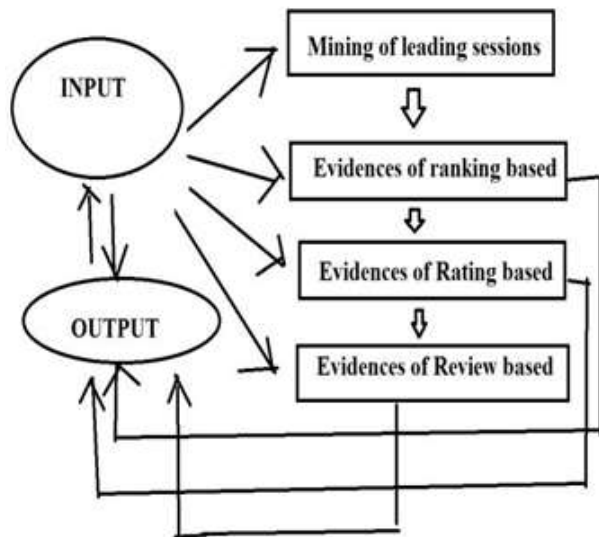 INPUT
Mining of leading sessions
Evidences of ranking based
Evidences of Rating based
OUTPUT
Evidences of Review based